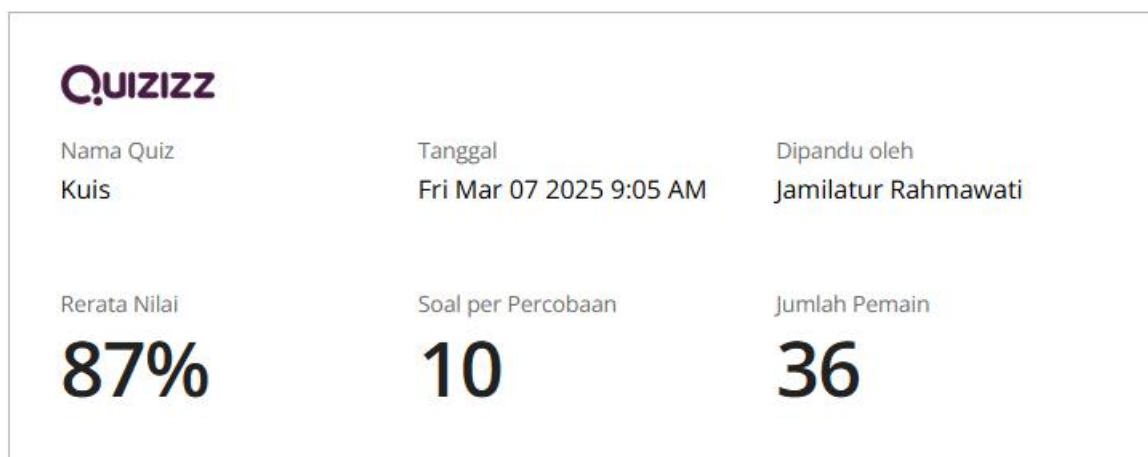 Quizizz
Nama Quiz Tanggal Dipandu oleh
Kuis Fri Mar 07 2025 9:05 AM Jamilatur Rahmawati
Rerata Nilai Soal per Percobaan Jumlah Pemain
87% 10 36